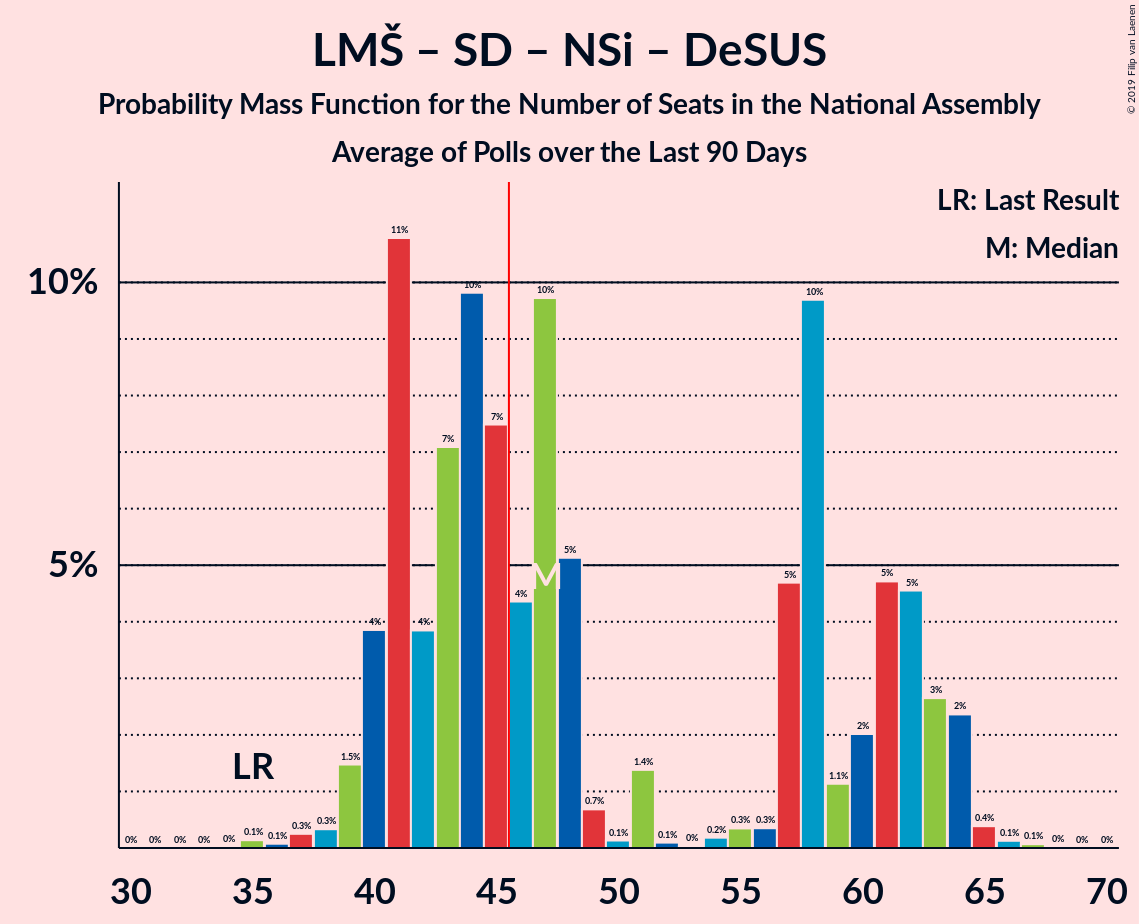 LMŠ – SD – NSi – DeSUS
Probability Mass Function for the Number of Seats in the National Assembly
Average of Polls over the Last 90 Days
© 2019 Filip van Laenen
LR: Last Result
M: Median
10%
5%
0% 0% 0% 0% 0% 0.1% 0.1% 0.3% 0.3% 1.5% 4% 11% 4% 7% 10% 7% 4% 10% 5% 0.7% 0.1% 1.4% 0.1% 0% 0.2% 0.3% 0.3% 5% 10% 1.1% 2% 5% 5% 3% 2% 0.4% 0.1% 0.1% 0% 0% 0%
LR
M
30 35 40 45 50 55 60 65 70